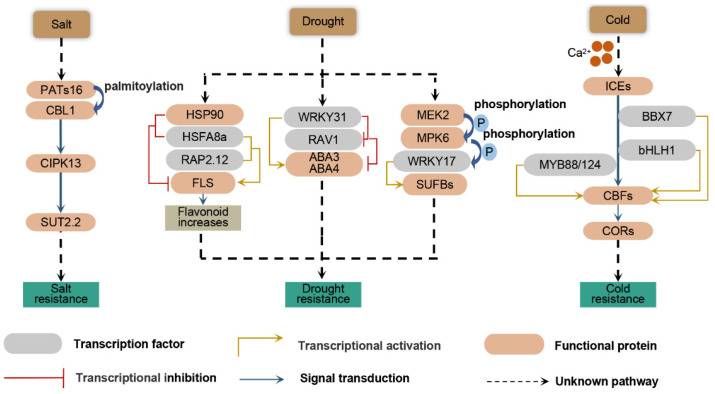 Salt
Drought
Cold
Ca²⁺
PATs16
palmitoylation
CBL1
CIPK13
SUT2.2
Salt
resistance
HSP90
HSFA8a
RAP2.12
FLS
Flavonoid
increases
WRKY31
RAV1
ABA3
ABA4
Drought
resistance
MEK2
phosphorylation
P
MPK6
phosphorylation
P
WRKY17
SUFBs
ICEs
BBX7
bHLH1
MYB88/124
CBFs
CORs
Cold
resistance
Transcription factor
Transcriptional activation
Functional protein
Transcriptional inhibition
Signal transduction
Unknown pathway